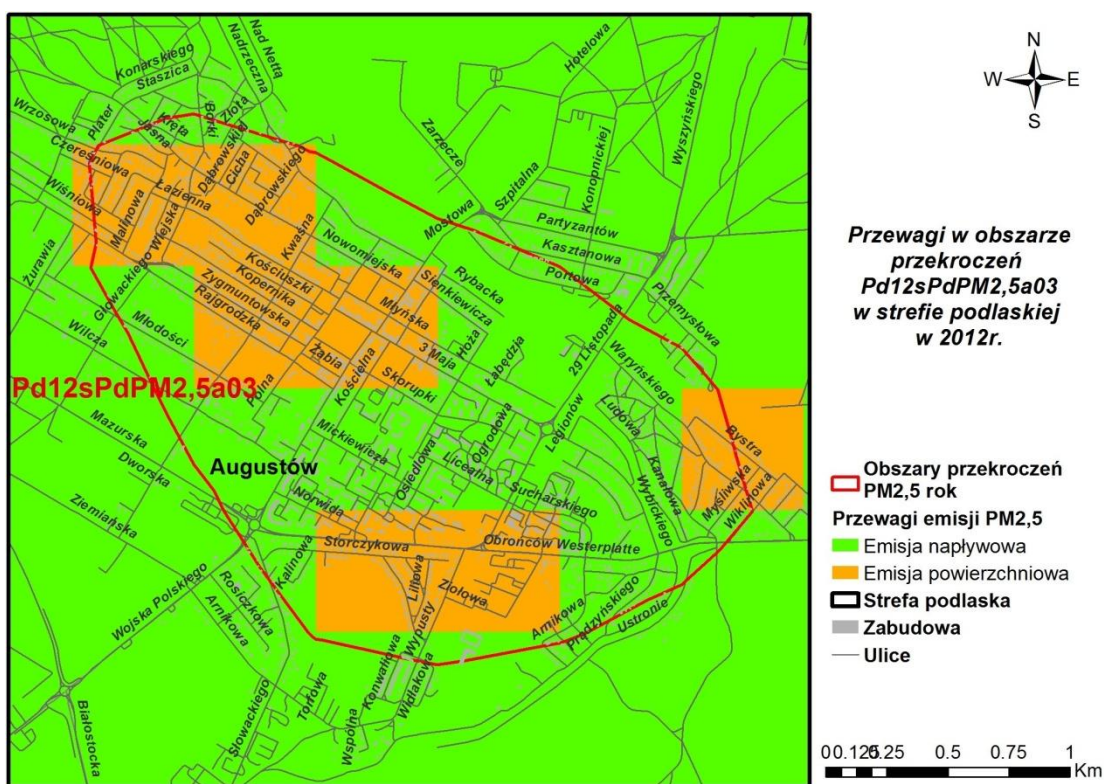 Nad Nettą
Nadrzeczna
Konarskiego
Staszica
Hotelowa
Wyszyńskiego
Wrzosowa
Plater
Kręta
Jasna
Borki
Złota
Czereśniowa
Dąbrowskiej
Cicha
Zarzecze
Szpitalna
Konopnickiej
Wiśniowa
Łazienna
Dąbrowskiego
Malinowa
Wiejska
Kwaśna
Mostowa
Partyzantów
Kasztanowa
Portowa
Nowomiejska
Żurawia
Głowackiego
Kościuszki
Kopernika
Zygmuntowska
Rajgrodzka
Sienkiewicza
Rybacka
Młyńska
Przemysłowa
Wilcza
Młodości
Żabia
3 Maja
Hoża
Łabędzia
29 Listopada
Waryńskiego
Pd12sPdPM2,5a03
Polna
Kościelna
Skorupki
Mazurska
Mickiewicza
Ogrodowa
Legionów
Ludowa
Bystra
Dworska
Augustów
Osiedlowa
Liceatna
Kanałowa
Myśliwska
Wiklinowa
Ziemiańska
Norwida
Sucharskiego
Wybickiego
Storczykowa
Obrońców Westerplatte
Kalinowa
Liliowa
Ziołowa
Wojska Polskiego
Rosiczkowa
Arnikowa
Wypusty
Arnikowa
Prądzyńskiego
Ustronie
Konwaliowa
Widłakowa
Torfowa
Wspólna
Słowackiego
Białostocka
N
W
E
S
Przewagi w obszarze
przekroczeń
Pd12sPdPM2,5a03
w strefie podlaskiej
w 2012r.
Obszary przekroczeń
PM2,5 rok
Przewagi emisji PM2,5
Emisja napływowa
Emisja powierzchniowa
Strefa podlaska
Zabudowa
Ulice
0 0.125 0.25 0.5 0.75 1
Km